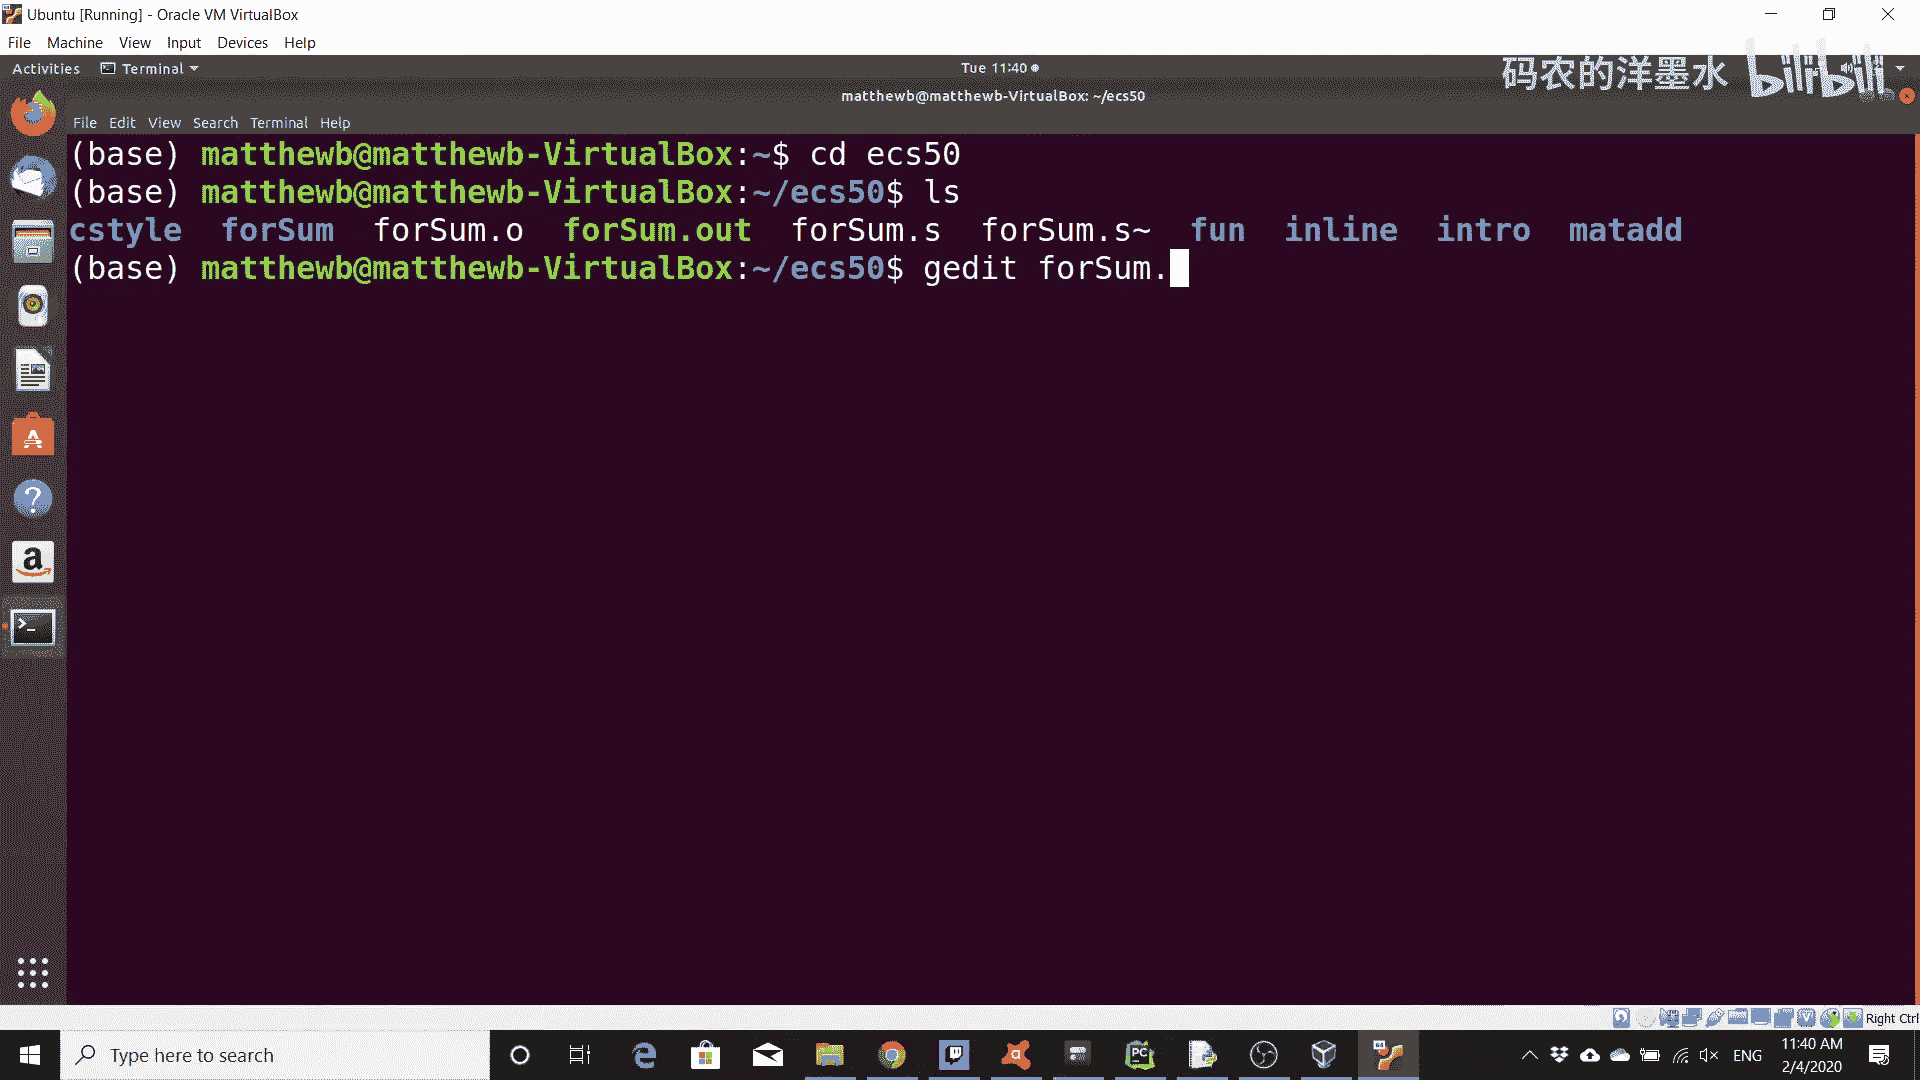 Ubuntu [Running] - Oracle VM VirtualBox
File Machine View Input Devices Help
Activities Terminal Tue 11:40
码农的洋墨水 bilibili
matthewb@matthewb-VirtualBox: ~/ecs50
File Edit View Search Terminal Help
(base) matthewb@matthewb-VirtualBox:~$ cd ecs50
(base) matthewb@matthewb-VirtualBox:~/ecs50$ ls
cstyle forSum forSum.o forSum.out forSum.s forSum.s~ fun inline intro matadd
(base) matthewb@matthewb-VirtualBox:~/ecs50$ gedit forSum.
Right Ctrl
Type here to search
ENG
11:40 AM
2/4/2020